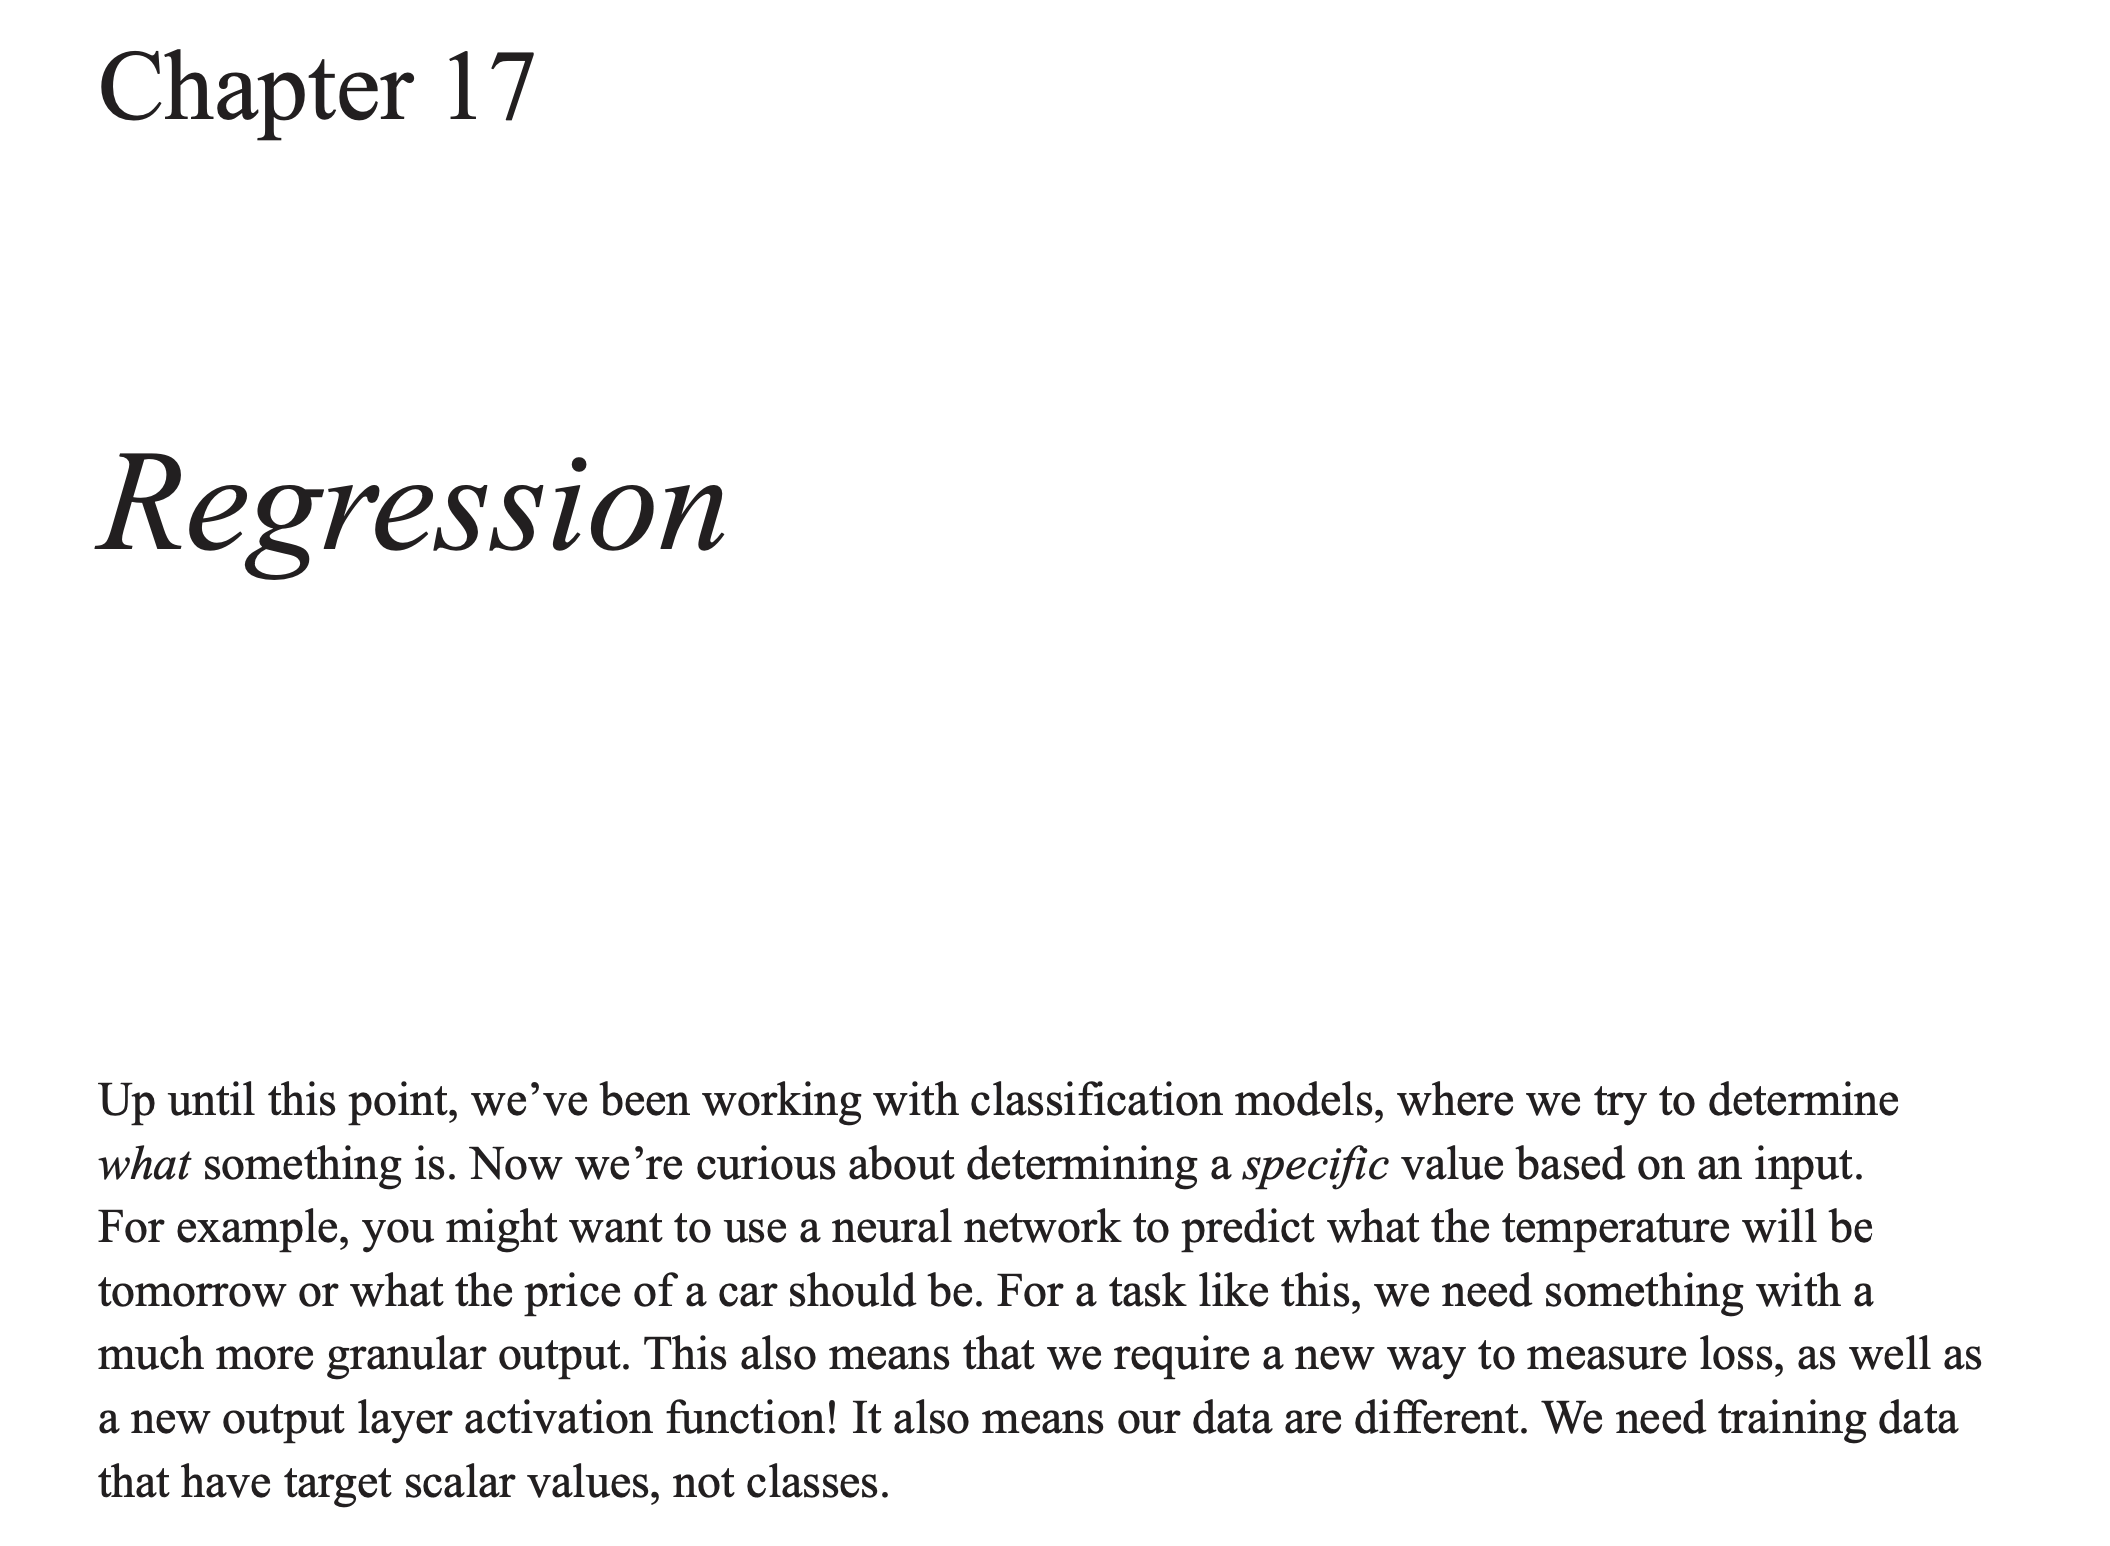 Chapter 17
Regression
Up until this point, we’ve been working with classification models, where we try to determine
what something is. Now we’re curious about determining a specific value based on an input.
For example, you might want to use a neural network to predict what the temperature will be
tomorrow or what the price of a car should be. For a task like this, we need something with a
much more granular output. This also means that we require a new way to measure loss, as well as
a new output layer activation function! It also means our data are different. We need training data
that have target scalar values, not classes.